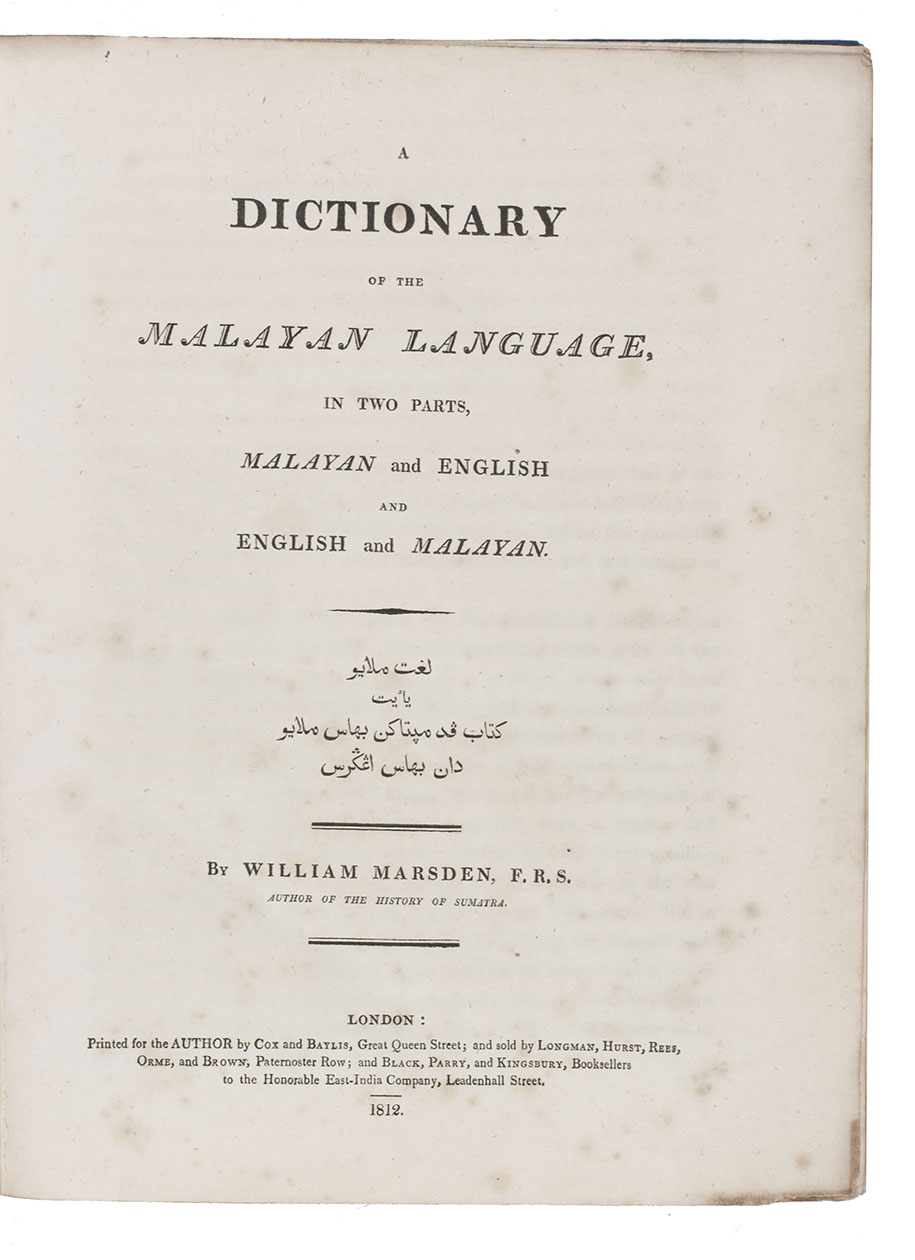 A
DICTIONARY
OF THE
MALAYAN LANGUAGE,
IN TWO PARTS,
MALAYAN and ENGLISH
AND
ENGLISH and MALAYAN.
لغت ملايو
يائيت
كتاب ڤد مپتاكن بهاس ملايو
دان بهاس اڠݢرس
By WILLIAM MARSDEN, F. R. S.
AUTHOR OF THE HISTORY OF SUMATRA.
LONDON :
Printed for the AUTHOR by Cox and BAYLIS, Great Queen Street; and sold by LONGMAN, HURST, REES,
ORME, and BROWN, Paternoster Row; and BLACK, PARRY, and KINGSBURY, Booksellers
to the Honorable East-India Company, Leadenhall Street.
1812.